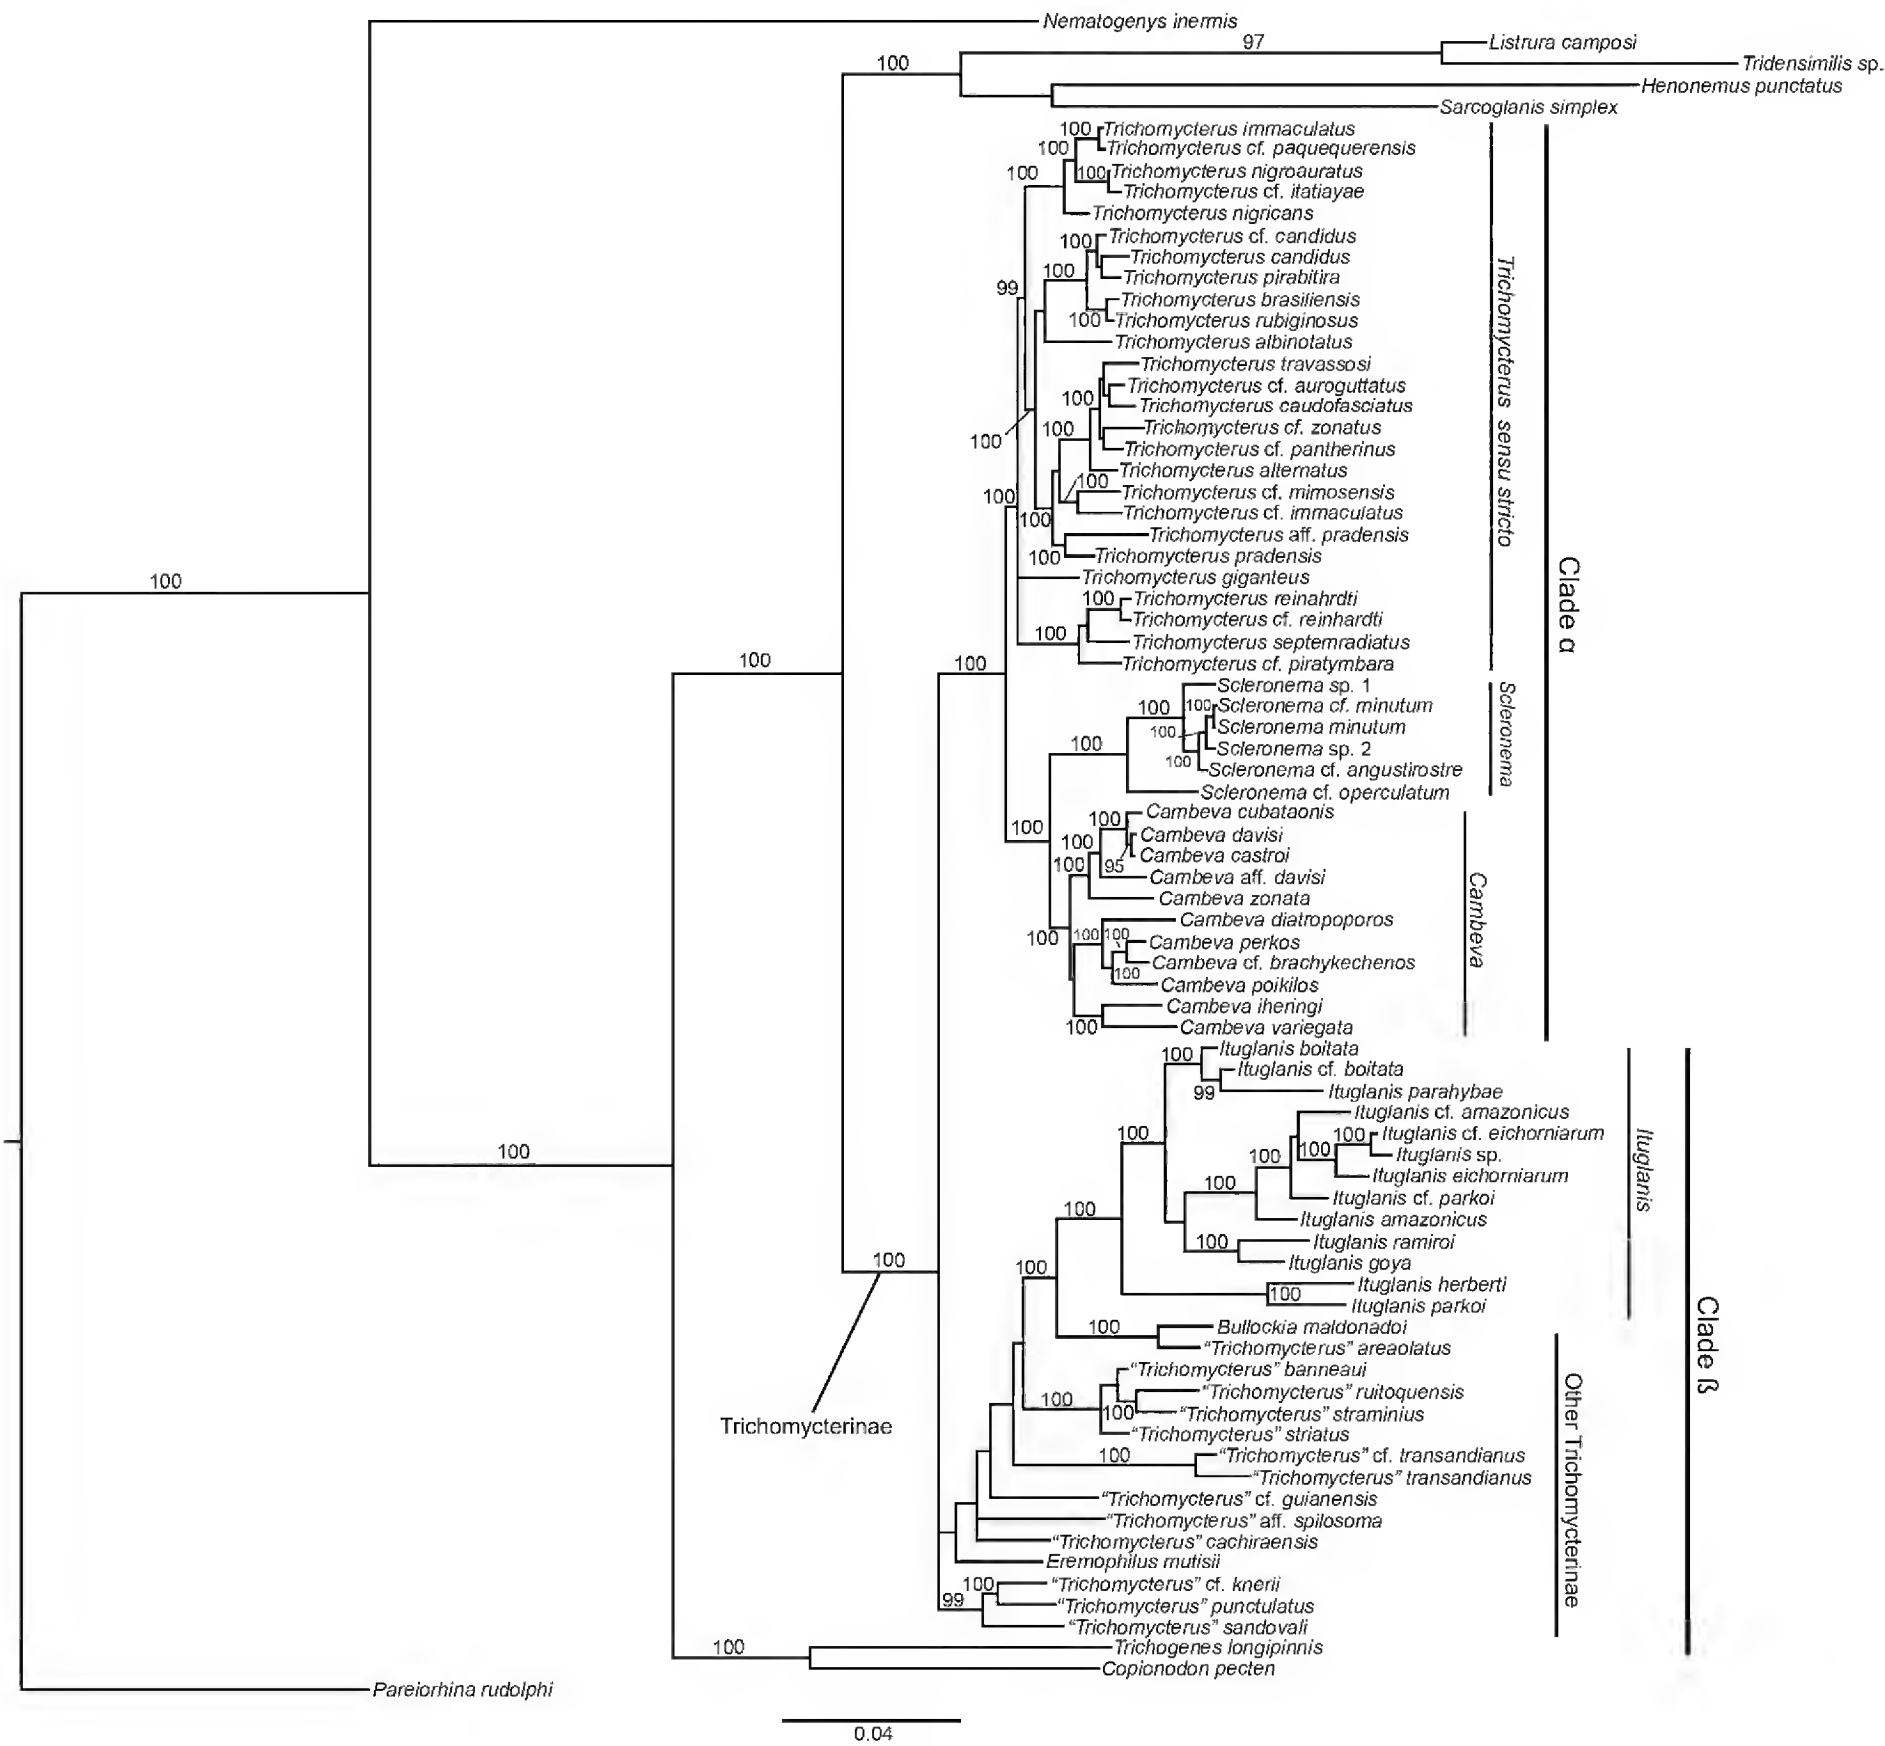 Nematogenys inermis
97
Listrura camposi
100
Tridensimilis sp.
Henonemus punctatus
Sarcoglanis simplex
100
Trichomycterus immaculatus
100
Trichomycterus cf. paquequerensis
100
100
Trichomycterus nigroauratus
Trichomycterus cf. itatiayae
Trichomycterus nigricans
100
Trichomycterus cf. candidus
Trichomycterus candidus
100
Trichomycterus pirabitira
99
Trichomycterus brasiliensis
100
Trichomycterus rubiginosus
Trichomycterus albinotatus
Trichomycterus travassosi
Trichomycterus cf. auroguttatus
100
Trichomycterus caudofasciatus
100
Trichomycterus cf. zonatus
100
Trichomycterus cf. pantherinus
Trichomycterus alternatus
100
100
Trichomycterus cf. mimosensis
100
Trichomycterus cf. immaculatus
Trichomycterus aff. pradensis
100
Trichomycterus pradensis
Trichomycterus giganteus
100
Trichomycterus reinahrdti
Trichomycterus cf. reinhardti
100
Trichomycterus septemradiatus
Trichomycterus cf. piratymbara
Trichomycterus sensu stricto
Clade α
100
100
100
Scleronema sp. 1
100
100
Scleronema cf. minutum
100
Scleronema minutum
100
Scleronema sp. 2
100
Scleronema cf. angustirostre
Scleronema cf. operculatum
Scleronema
100
100
Cambeva cubataonis
100
Cambeva davisi
100
95
Cambeva castroi
Cambeva aff. davisi
Cambeva zonata
Cambeva diatropoporos
100
100
100
Cambeva perkos
Cambeva cf. brachykechenos
100
Cambeva poikilos
Cambeva iheringi
100
Cambeva variegata
Cambeva
100
Ituglanis boitata
Ituglanis cf. boitata
99
Ituglanis parahybae
Ituglanis cf. amazonicus
100
100
Ituglanis cf. eichorniarum
100
100
100
Ituglanis sp.
Ituglanis eichorniarum
100
Ituglanis cf. parkoi
100
Ituglanis amazonicus
100
Ituglanis ramiroi
Ituglanis goya
100
100
Ituglanis herberti
100
Ituglanis parkoi
Ituglanis
Clade ß
100
Bullockia maldonadoi
"Trichomycterus" areaolatus
"Trichomycterus" banneaui
100
"Trichomycterus" ruitoquensis
100
"Trichomycterus" straminius
Trichomycterinae
"Trichomycterus" striatus
100
"Trichomycterus" cf. transandianus
"Trichomycterus" transandianus
"Trichomycterus" cf. guianensis
"Trichomycterus" aff. spilosoma
"Trichomycterus" cachiraensis
Eremophilus mutisii
100
"Trichomycterus" cf. knerii
99
"Trichomycterus" punctulatus
"Trichomycterus" sandovali
Other Trichomycterinae
100
Trichogenes longipinnis
Copionodon pecten
Pareiorhina rudolphi
0.04